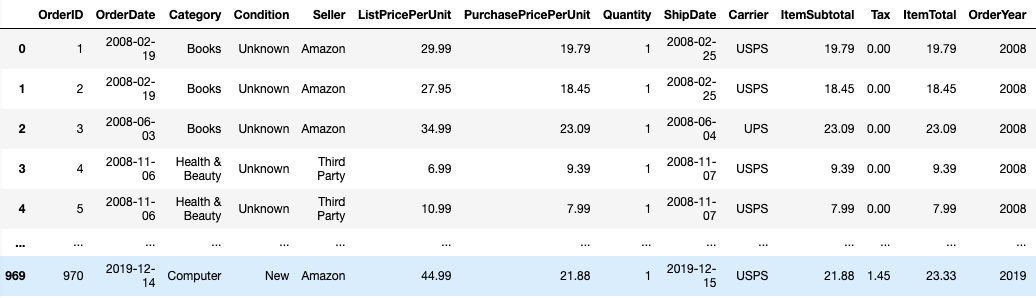 OrderID OrderDate Category Condition Seller ListPricePerUnit PurchasePricePerUnit Quantity ShipDate Carrier ItemSubtotal Tax ItemTotal OrderYear
0 1 2008-02-19 Books Unknown Amazon 29.99 19.79 1 2008-02-25 USPS 19.79 0.00 19.79 2008
1 2 2008-02-19 Books Unknown Amazon 27.95 18.45 1 2008-02-25 USPS 18.45 0.00 18.45 2008
2 3 2008-06-03 Books Unknown Amazon 34.99 23.09 1 2008-06-04 UPS 23.09 0.00 23.09 2008
3 4 2008-11-06 Health & Beauty Unknown Third Party 6.99 9.39 1 2008-11-07 USPS 9.39 0.00 9.39 2008
4 5 2008-11-06 Health & Beauty Unknown Third Party 10.99 7.99 1 2008-11-07 USPS 7.99 0.00 7.99 2008
... ... ... ... ... ... ... ... ... ... ... ... ... ... ...
969 970 2019-12-14 Computer New Amazon 44.99 21.88 1 2019-12-15 USPS 21.88 1.45 23.33 2019